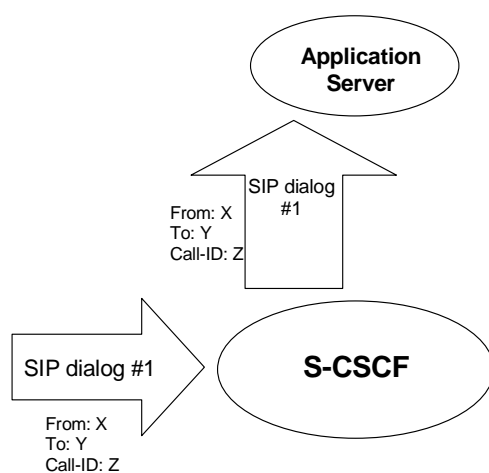 Application
Server
SIP dialog
#1
From: X
To: Y
Call-ID: Z
SIP dialog #1
From: X
To: Y
Call-ID: Z
S-CSCF